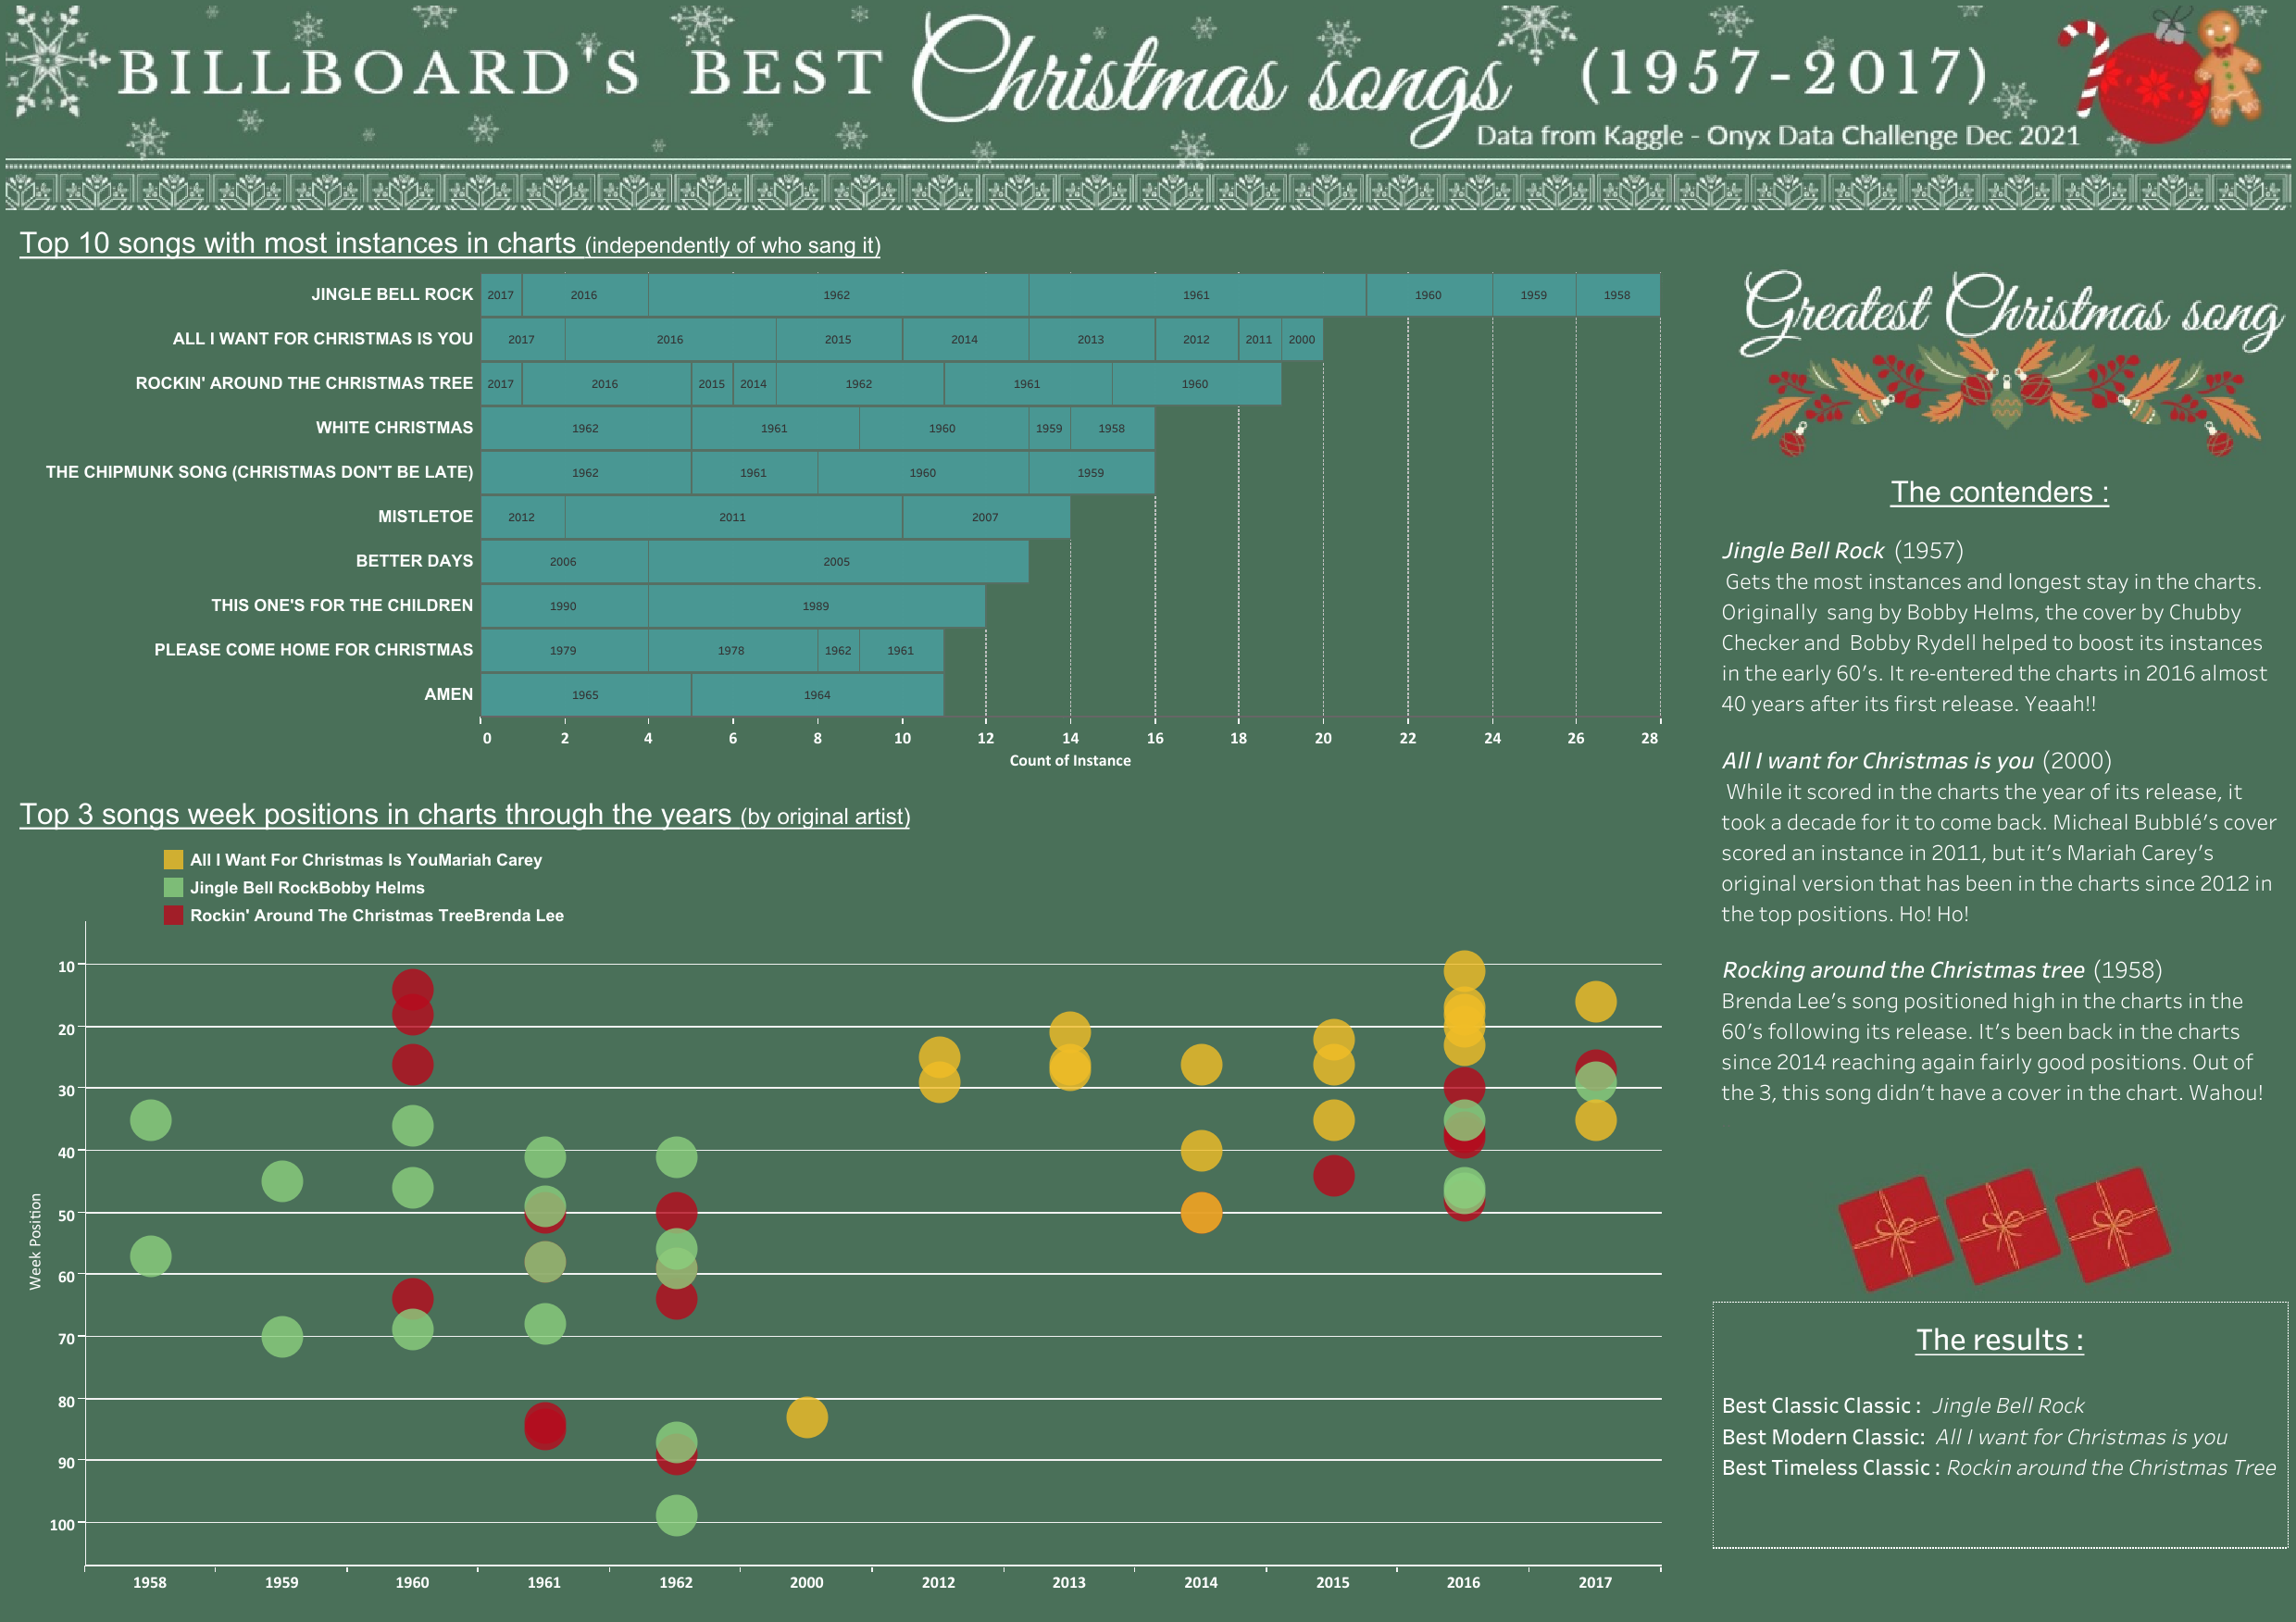 BILLBOARD'S BEST Christmas songs (1957-2017)
Data from Kaggle - Onyx Data Challenge Dec 2021
Top 10 songs with most instances in charts (independently of who sang it)
JINGLE BELL ROCK 2017 2016 1962 1961 1960 1959 1958
ALL I WANT FOR CHRISTMAS IS YOU 2017 2016 2015 2014 2013 2012 2011 2000
ROCKIN' AROUND THE CHRISTMAS TREE 2017 2016 2015 2014 1962 1961 1960
WHITE CHRISTMAS 1962 1961 1960 1959 1958
THE CHIPMUNK SONG (CHRISTMAS DON'T BE LATE) 1962 1961 1960 1959
MISTLETOE 2012 2011 2007
BETTER DAYS 2006 2005
THIS ONE'S FOR THE CHILDREN 1990 1989
PLEASE COME HOME FOR CHRISTMAS 1979 1978 1962 1961
AMEN 1965 1964
0 2 4 6 8 10 12 14 16 18 20 22 24 26 28
Count of Instance
Top 3 songs week positions in charts through the years (by original artist)
All I Want For Christmas Is YouMariah Carey
Jingle Bell RockBobby Helms
Rockin' Around The Christmas TreeBrenda Lee
10
20
30
40
50
60
70
80
90
100
Week Position
1958 1959 1960 1961 1962 2000 2012 2013 2014 2015 2016 2017
Greatest Christmas song
The contenders :
Jingle Bell Rock (1957)
Gets the most instances and longest stay in the charts.
Originally sang by Bobby Helms, the cover by Chubby
Checker and Bobby Rydell helped to boost its instances
in the early 60's. It re-entered the charts in 2016 almost
40 years after its first release. Yeaah!!
All I want for Christmas is you (2000)
While it scored in the charts the year of its release, it
took a decade for it to come back. Micheal Bubblé's cover
scored an instance in 2011, but it's Mariah Carey's
original version that has been in the charts since 2012 in
the top positions. Ho! Ho!
Rocking around the Christmas tree (1958)
Brenda Lee's song positioned high in the charts in the
60's following its release. It's been back in the charts
since 2014 reaching again fairly good positions. Out of
the 3, this song didn't have a cover in the chart. Wahou!
The results :
Best Classic Classic : Jingle Bell Rock
Best Modern Classic: All I want for Christmas is you
Best Timeless Classic : Rockin around the Christmas Tree